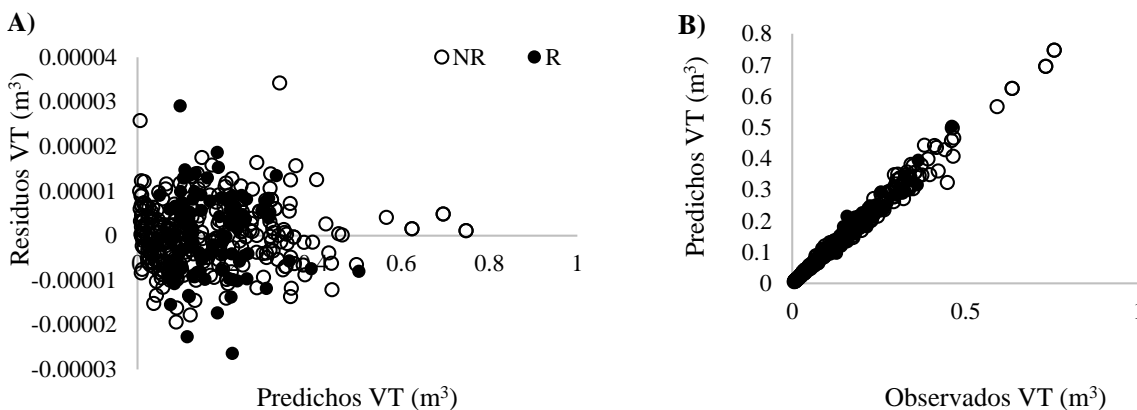 A)
Residuos VT (m³)
0.00004
0.00003
0.00002
0.00001
0
-0.00001
-0.00002
-0.00003
NR R
0.4 0.6 0.8 1
Predichos VT (m³)
B)
Predichos VT (m³)
0.8
0.7
0.6
0.5
0.4
0.3
0.2
0.1
0
0 0.5 1
Observados VT (m³)